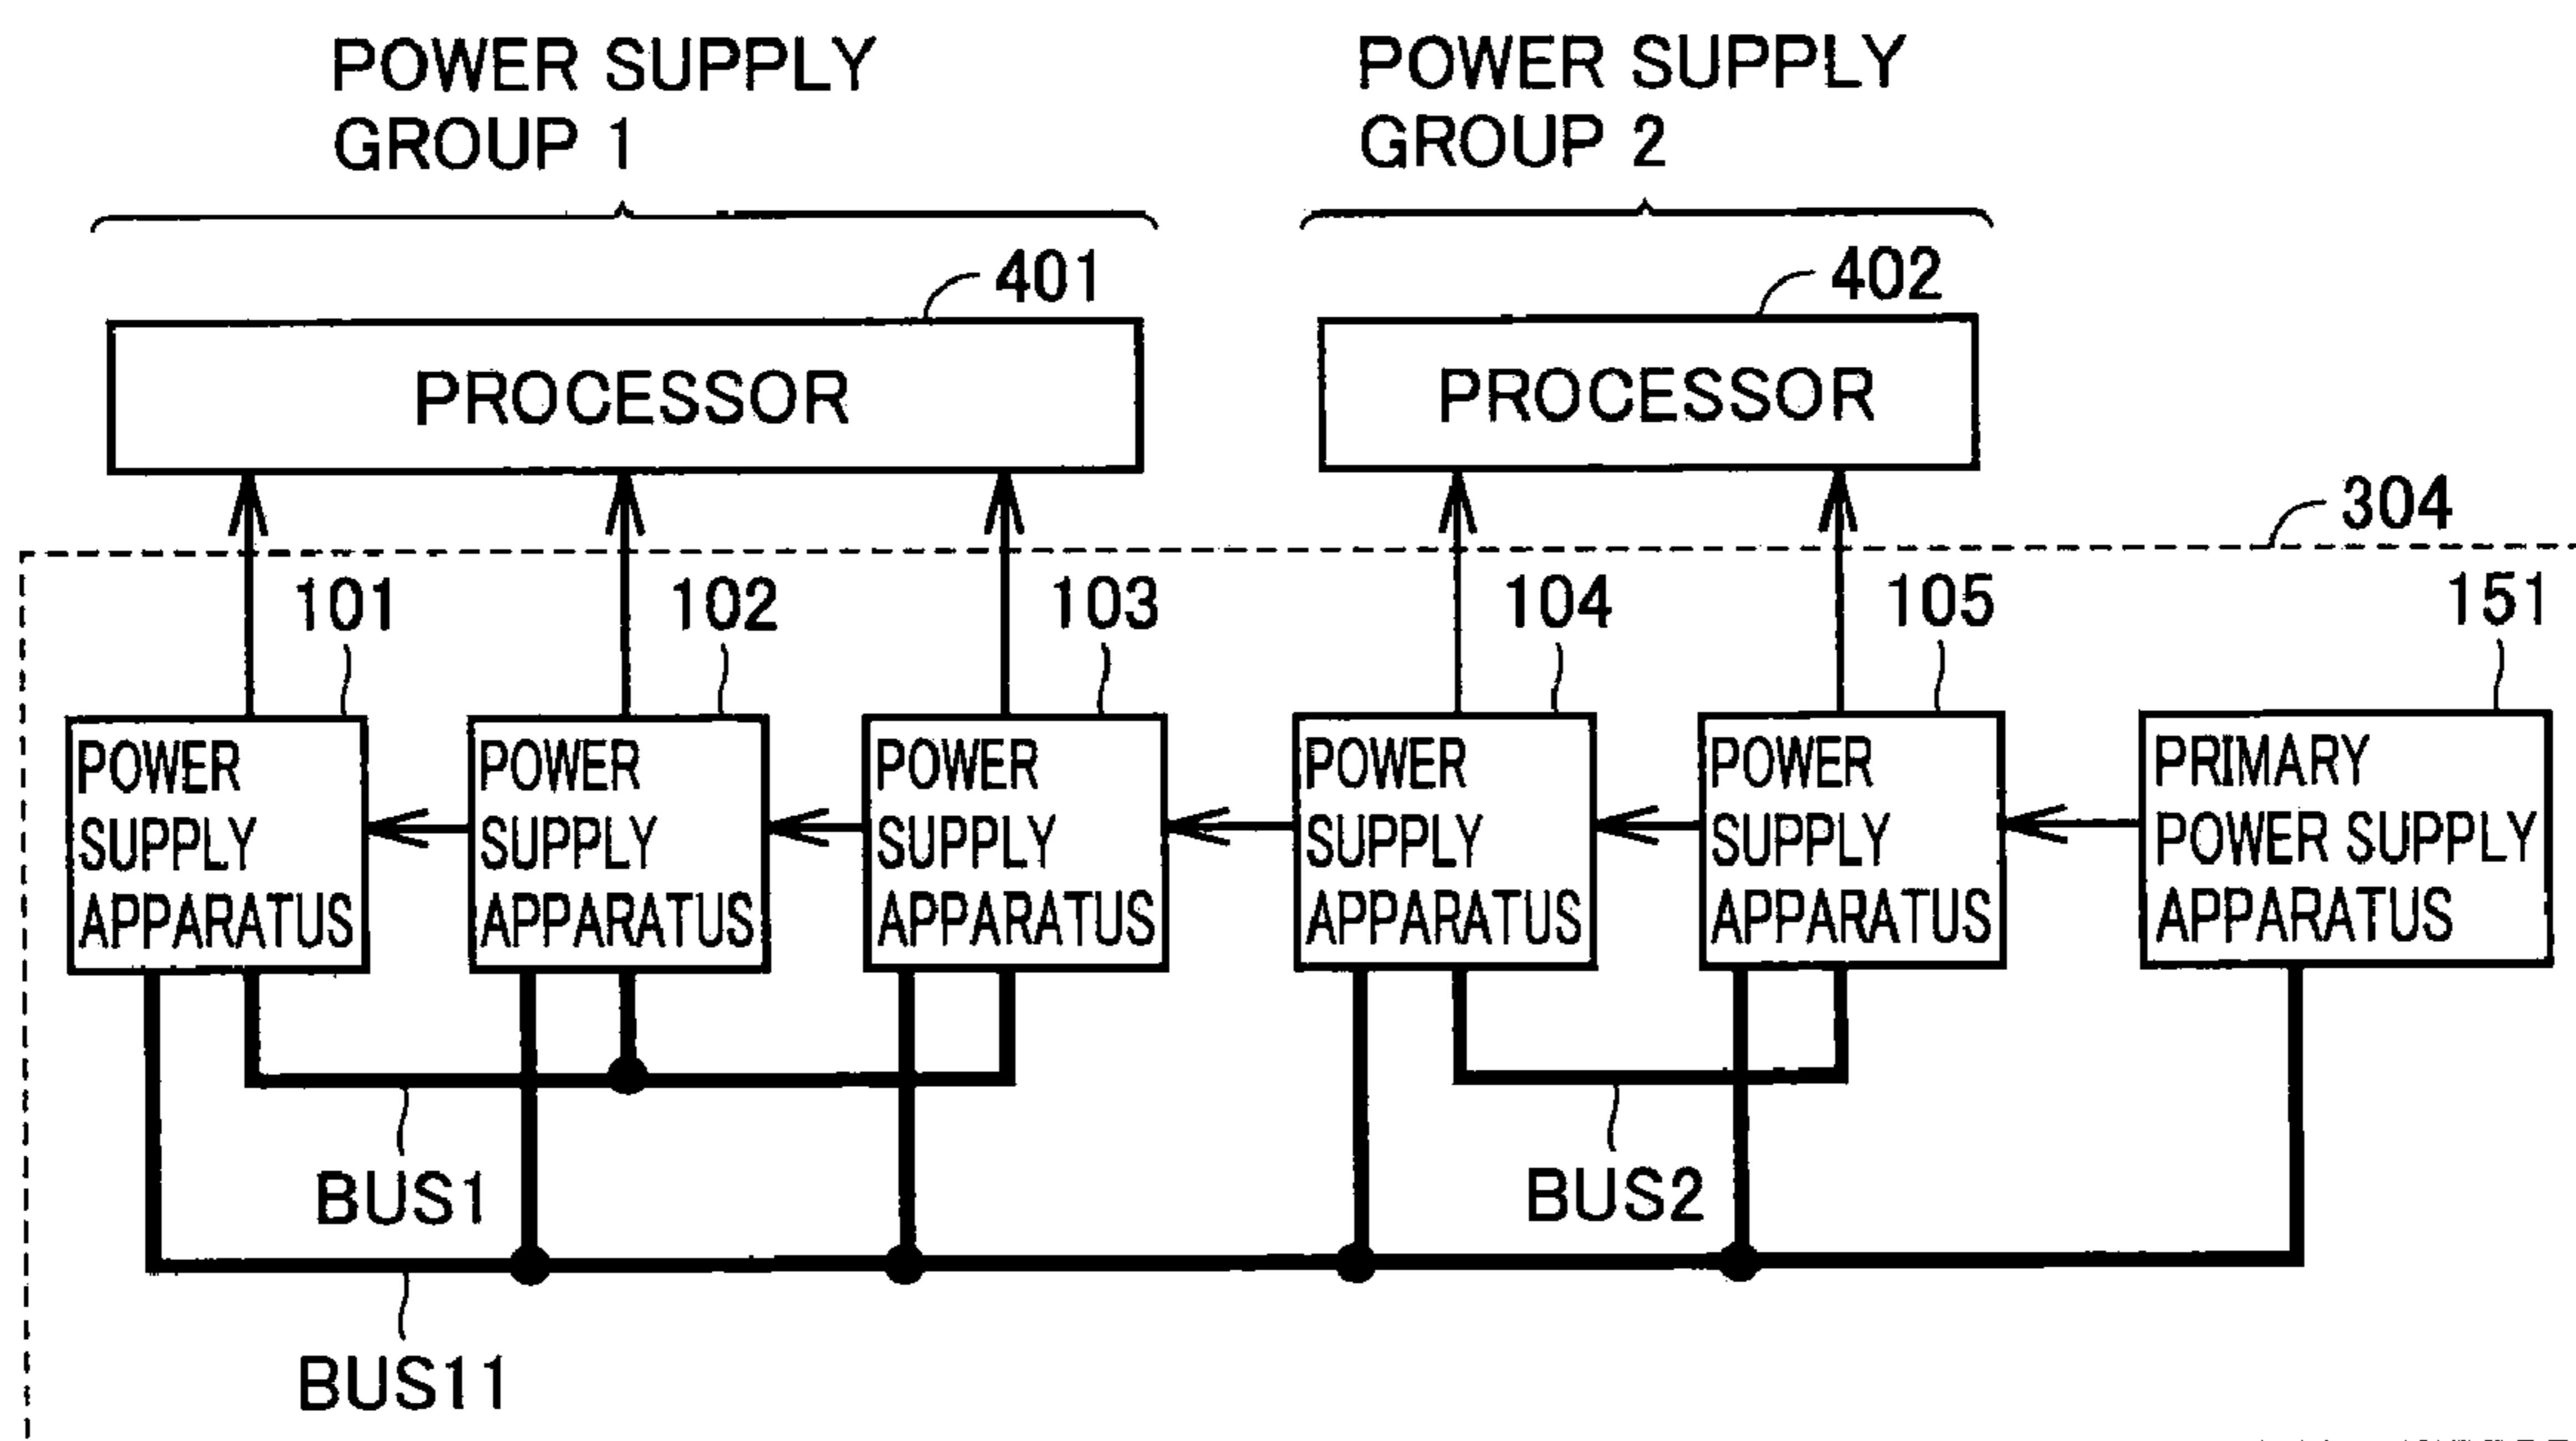 POWER SUPPLY
GROUP 1
POWER SUPPLY
GROUP 2
401
402
PROCESSOR
PROCESSOR
304
101
102
103
104
105
151
POWER
SUPPLY
APPARATUS
POWER
SUPPLY
APPARATUS
POWER
SUPPLY
APPARATUS
POWER
SUPPLY
APPARATUS
POWER
SUPPLY
APPARATUS
PRIMARY
POWER SUPPLY
APPARATUS
BUS1
BUS2
BUS11